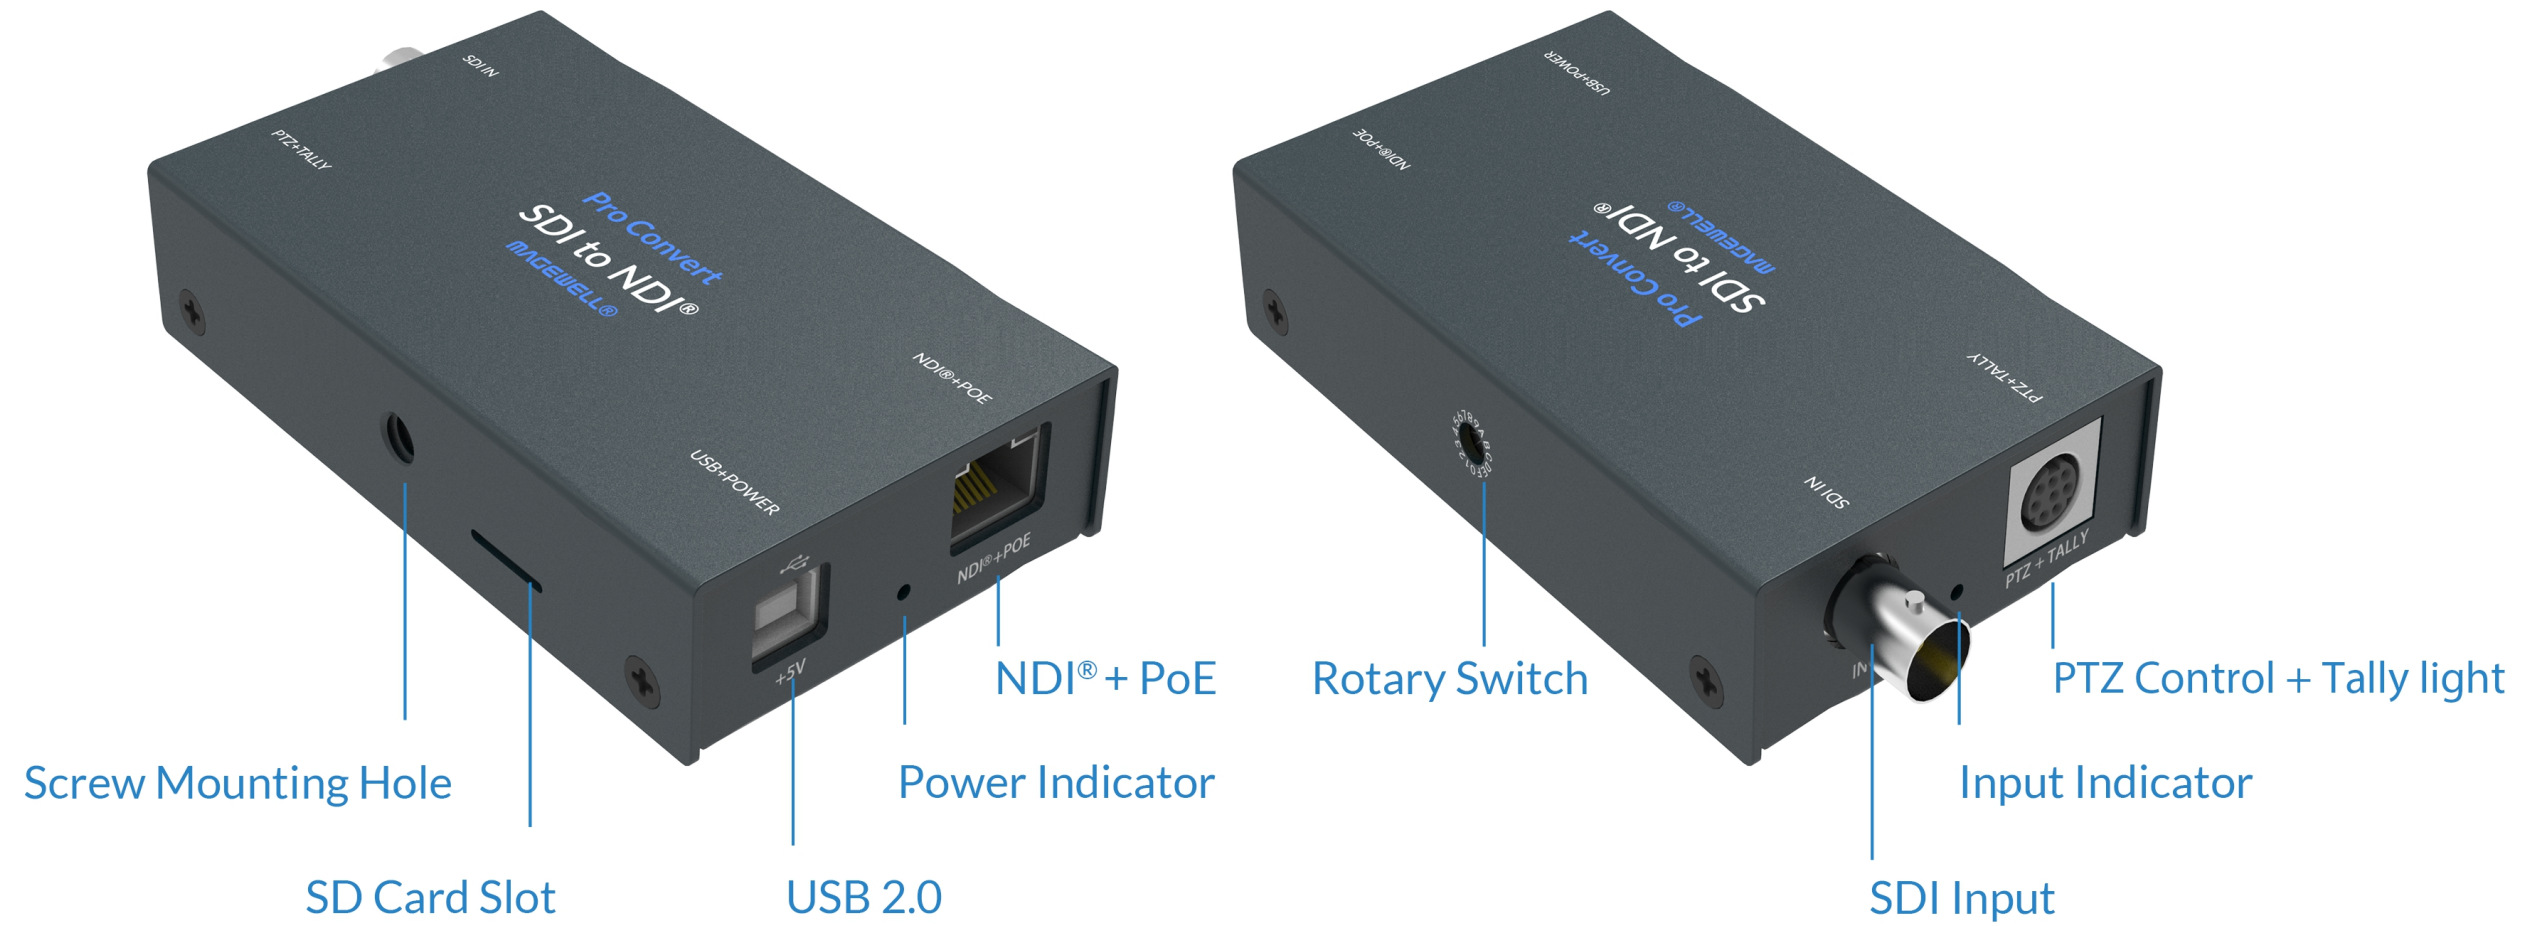 SDI IN
PTZ+TALLY
Pro Convert
SDI to NDI®
MAGEWELL®
NDI®+POE
USB+POWER
NDI®+POE
+5V
NDI® + PoE
Power Indicator
Screw Mounting Hole
SD Card Slot
USB 2.0
USB+POWER
NDI®+POE
MAGEWELL®
SDI to NDI®
Pro Convert
PTZ+TALLY
SDI IN
PTZ + TALLY
IN
Rotary Switch
PTZ Control + Tally light
Input Indicator
SDI Input